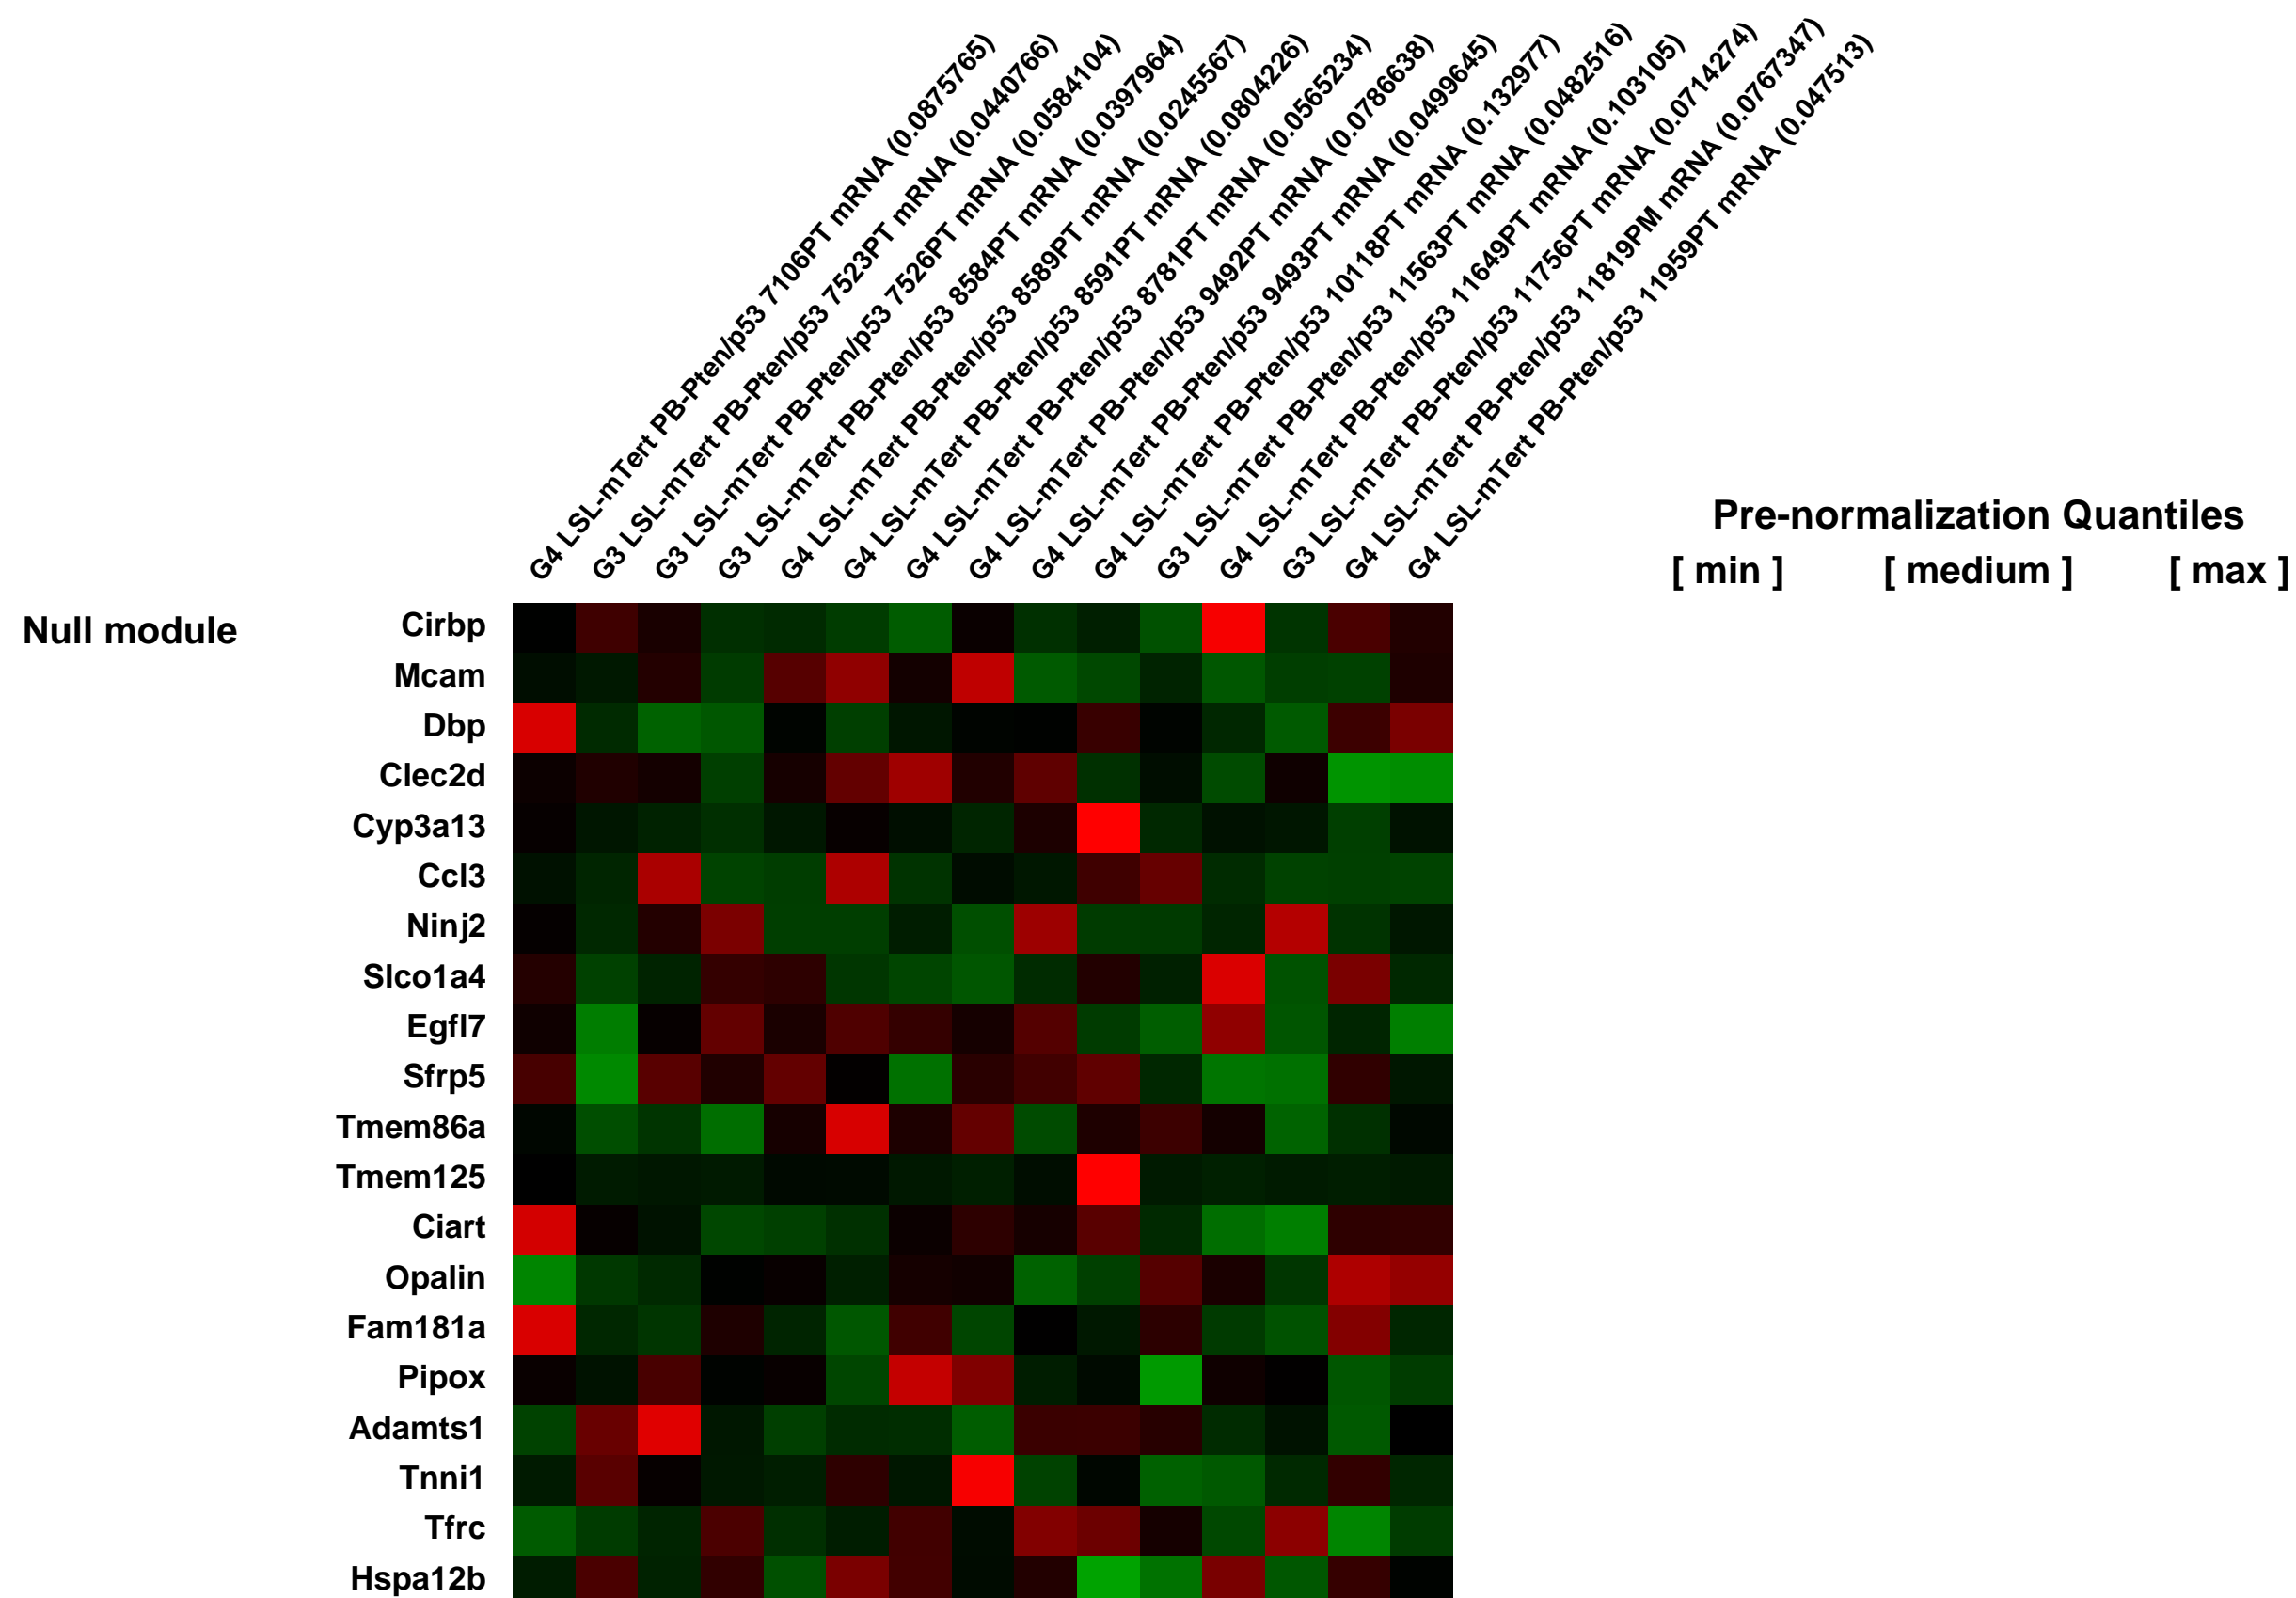 G4 LSL-mTert PB-Pten/p53 7106PT mRNA (0.0875765)
G3 LSL-mTert PB-Pten/p53 7523PT mRNA (0.0440766)
G3 LSL-mTert PB-Pten/p53 7526PT mRNA (0.0584104)
G3 LSL-mTert PB-Pten/p53 8584PT mRNA (0.0397964)
G4 LSL-mTert PB-Pten/p53 8589PT mRNA (0.0245567)
G4 LSL-mTert PB-Pten/p53 8591PT mRNA (0.0804226)
G4 LSL-mTert PB-Pten/p53 8781PT mRNA (0.0565234)
G4 LSL-mTert PB-Pten/p53 9492PT mRNA (0.0786638)
G4 LSL-mTert PB-Pten/p53 9493PT mRNA (0.0499645)
G4 LSL-mTert PB-Pten/p53 10118PT mRNA (0.132977)
G3 LSL-mTert PB-Pten/p53 11563PT mRNA (0.0482516)
G4 LSL-mTert PB-Pten/p53 11649PT mRNA (0.103105)
G3 LSL-mTert PB-Pten/p53 11756PT mRNA (0.0714274)
G4 LSL-mTert PB-Pten/p53 11819PM mRNA (0.0767347)
G4 LSL-mTert PB-Pten/p53 11959PT mRNA (0.047513)
Pre-normalization Quantiles
[ min ] [ medium ] [ max ]
Null module
Cirbp
Mcam
Dbp
Clec2d
Cyp3a13
Ccl3
Ninj2
Slco1a4
Egfl7
Sfrp5
Tmem86a
Tmem125
Ciart
Opalin
Fam181a
Pipox
Adamts1
Tnni1
Tfrc
Hspa12b